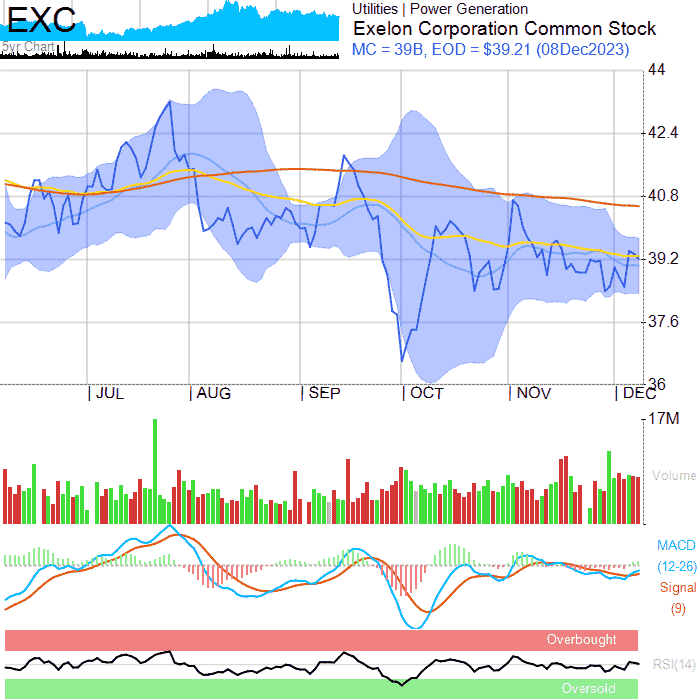 EXC
5yr Chart
Utilities | Power Generation
Exelon Corporation Common Stock
MC = 39B, EOD = $39.21 (08Dec2023)
44
42.4
40.8
39.2
37.6
36
JUL AUG SEP OCT NOV DEC
17M
Volume
MACD
(12-26)
Signal
(9)
Overbought
RSI(14)
Oversold